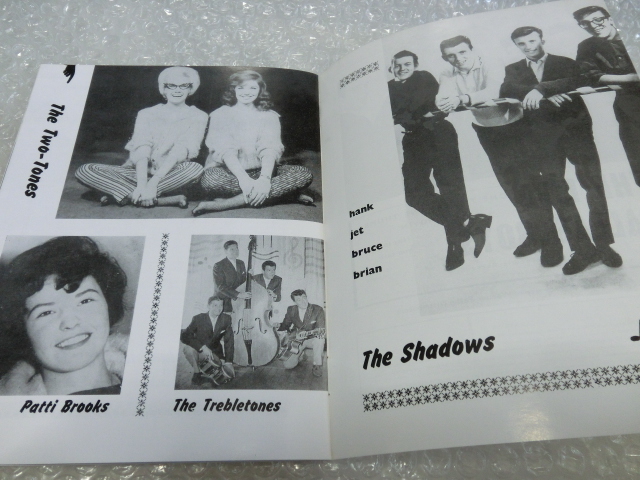 The Two-Tones
Patti Brooks
The Trebletones
hank
jet
bruce
brian
The Shadows